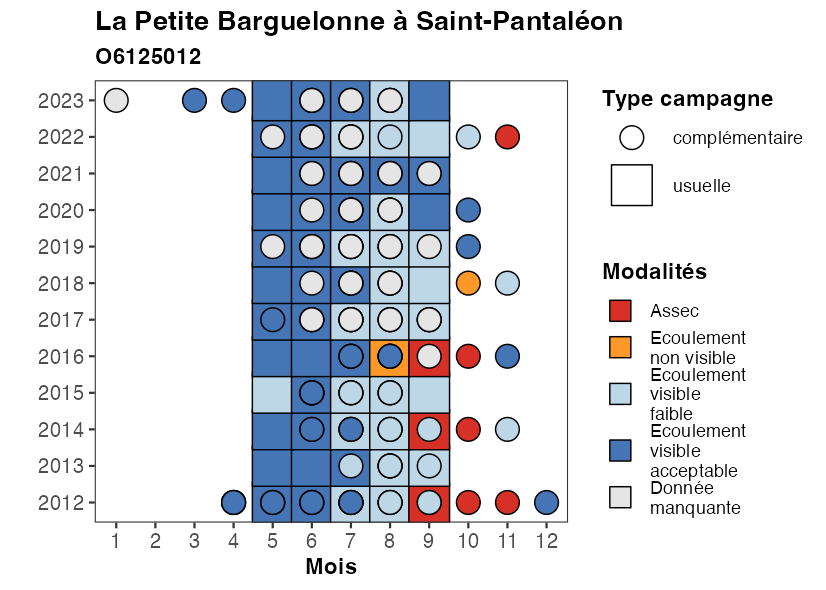 La Petite Barguelonne à Saint-Pantaléon
O6125012
2023
2022
2021
2020
2019
2018
2017
2016
2015
2014
2013
2012
1 2 3 4 5 6 7 8 9 10 11 12
Mois
Type campagne
complémentaire
usuelle
Modalités
Assec
Ecoulement
non visible
Ecoulement
visible
faible
Ecoulement
visible
acceptable
Donnée
manquante